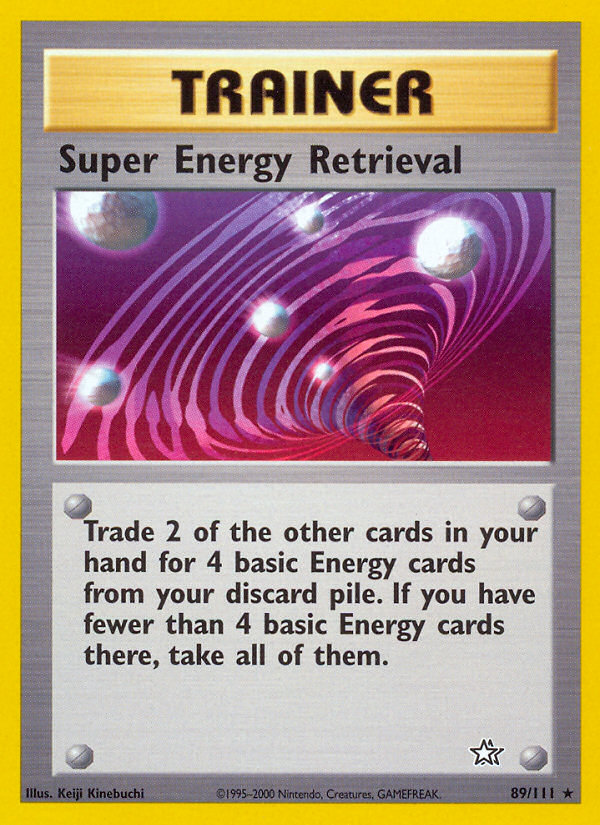 TRAINER
Super Energy Retrieval
Trade 2 of the other cards in your
hand for 4 basic Energy cards
from your discard pile. If you have
fewer than 4 basic Energy cards
there, take all of them.
Illus. Keiji Kinebuchi ©1995–2000 Nintendo, Creatures, GAMEFREAK. 89/111 ★